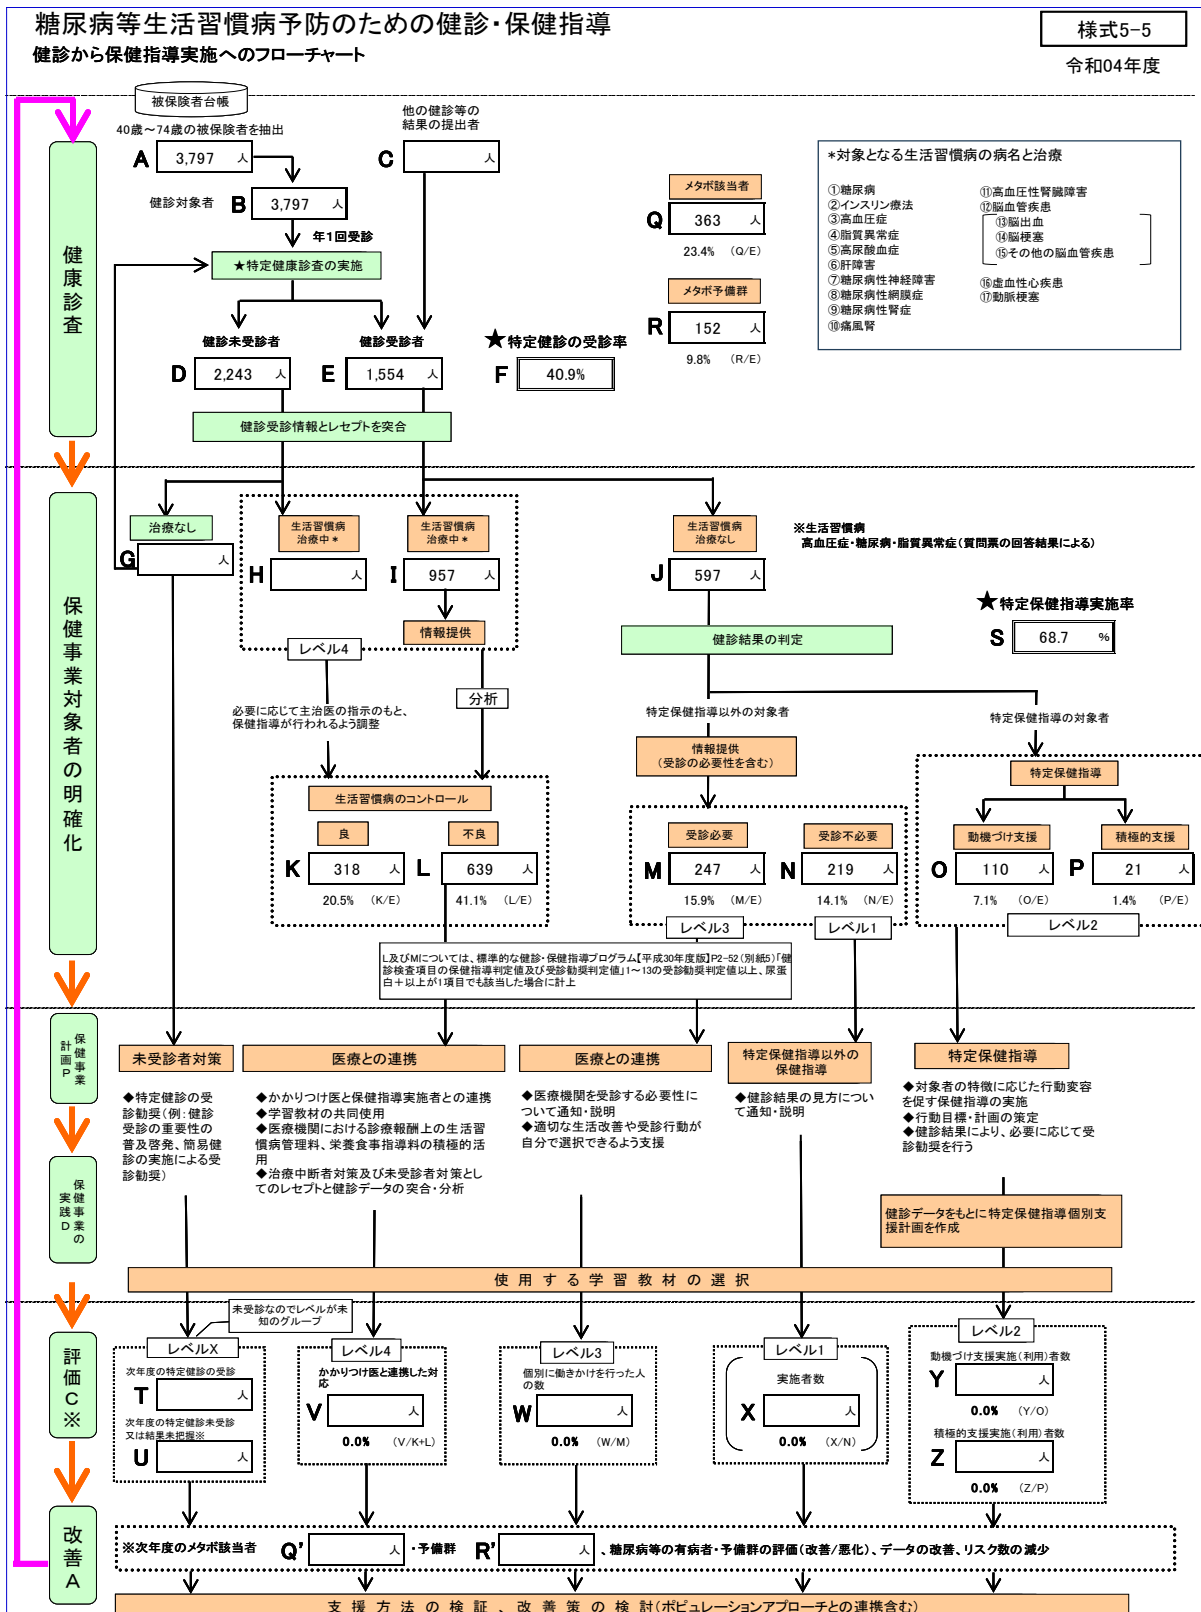 糖尿病等生活習慣病予防のための健診・保健指導
健診から保健指導実施へのフローチャート
様式5-5
令和04年度
被保険者台帳
40歳～74歳の被保険者を抽出
他の健診等の
結果の提出者
A 3,797 人
C 人
健診対象者 B 3,797 人
年1回受診
★特定健康診査の実施
メタボ該当者
Q 363 人
23.4% (Q/E)
メタボ予備群
R 152 人
9.8% (R/E)
*対象となる生活習慣病の病名と治療
①糖尿病
②インスリン療法
③高血圧症
④脂質異常症
⑤高尿酸血症
⑥肝障害
⑦糖尿病性神経障害
⑧糖尿病性網膜症
⑨糖尿病性腎症
⑩痛風腎
⑪高血圧性腎臓障害
⑫脳血管疾患
⑬脳出血
⑭脳梗塞
⑮その他の脳血管疾患
⑯虚血性心疾患
⑰動脈梗塞
健康診査
健診未受診者
健診受診者
★特定健診の受診率
D 2,243 人
E 1,554 人
F 40.9%
健診受診情報とレセプトを突合
保健事業対象者の明確化
治療なし
G 人
生活習慣病
治療中*
H 人
生活習慣病
治療中*
I 957 人
情報提供
レベル4
生活習慣病
治療なし
J 597 人
※生活習慣病
高血圧症・糖尿病・脂質異常症(質問票の回答結果による)
★特定保健指導実施率
S 68.7 %
健診結果の判定
必要に応じて主治医の指示のもと、
保健指導が行われるよう調整
分析
特定保健指導以外の対象者
特定保健指導の対象者
情報提供
(受診の必要性を含む)
特定保健指導
生活習慣病のコントロール
良
不良
K 318 人
L 639 人
20.5% (K/E)
41.1% (L/E)
受診必要
受診不必要
M 247 人
N 219 人
15.9% (M/E)
14.1% (N/E)
レベル3
レベル1
動機づけ支援
積極的支援
O 110 人
P 21 人
7.1% (O/E)
1.4% (P/E)
レベル2
L及びMについては、標準的な健診・保健指導プログラム【平成30年度版】P2-52(別紙5)「健
診検査項目の保健指導判定値及び受診勧奨判定値」1～13の受診勧奨判定値以上、尿蛋
白+以上が1項目でも該当した場合に計上
保健事業
計画P
未受診者対策
医療との連携
医療との連携
特定保健指導以外の
保健指導
特定保健指導
◆特定健診の受
診勧奨(例:健診
受診の重要性の
普及啓発、簡易健
診の実施による受
診勧奨)
◆かかりつけ医と保健指導実施者との連携
◆学習教材の共同使用
◆医療機関における診療報酬上の生活習
慣病管理料、栄養食事指導料の積極的活
用
◆治療中断者対策及び未受診者対策とし
てのレセプトと健診データの突合・分析
◆医療機関を受診する必要性に
ついて通知・説明
◆適切な生活改善や受診行動が
自分で選択できるよう支援
◆健診結果の見方につい
て通知・説明
◆対象者の特徴に応じた行動変容
を促す保健指導の実施
◆行動目標・計画の策定
◆健診結果により、必要に応じて受
診勧奨を行う
保健事業の
実践D
健診データをもとに特定保健指導個別支
援計画を作成
使用する学習教材の選択
未受診なのでレベルが未
知のグループ
評価C※
レベルX
次年度の特定健診の受診
T 人
次年度の特定健診未受診
又は結果未把握※
U 人
レベル4
かかりつけ医と連携した対
応
V 人
0.0% (V/K+L)
レベル3
個別に働きかけを行った人
の数
W 人
0.0% (W/M)
レベル1
実施者数
X 人
0.0% (X/N)
レベル2
動機づけ支援実施(利用)者数
Y 人
0.0% (Y/O)
積極的支援実施(利用)者数
Z 人
0.0% (Z/P)
改善A
※次年度のメタボ該当者 Q' 人 ・予備群 R' 人 、糖尿病等の有病者・予備群の評価(改善/悪化)、データの改善、リスク数の減少
支援方法の検証、改善策の検討(ポピュレーションアプローチとの連携含む)